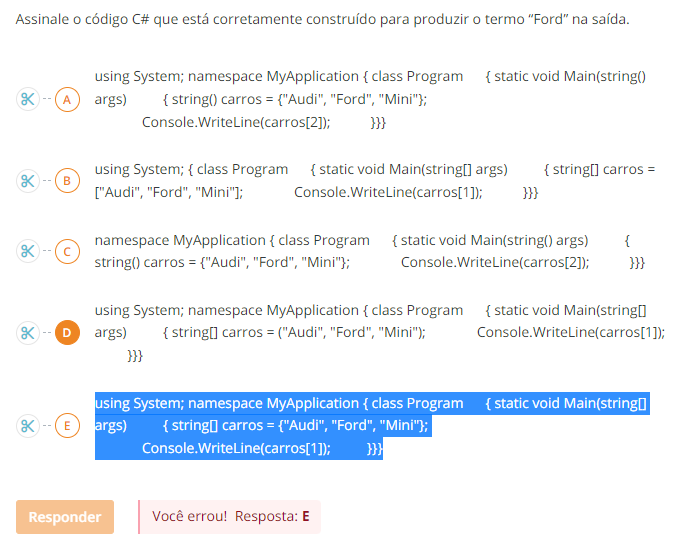 Assinale o código C# que está corretamente construído para produzir o termo “Ford” na saída.
A
using System; namespace MyApplication { class Program { static void Main(string()
args) { string() carros = {"Audi", "Ford", "Mini"};
Console.WriteLine(carros[2]); }}}
B
using System; { class Program { static void Main(string[] args) { string[] carros =
["Audi", "Ford", "Mini"]; Console.WriteLine(carros[1]); }}}
C
namespace MyApplication { class Program { static void Main(string() args) {
string() carros = {"Audi", "Ford", "Mini"}; Console.WriteLine(carros[2]); }}}
D
using System; namespace MyApplication { class Program { static void Main(string[]
args) { string[] carros = ("Audi", "Ford", "Mini"); Console.WriteLine(carros[1]);
}}}
E
using System; namespace MyApplication { class Program { static void Main(string[]
args) { string[] carros = {"Audi", "Ford", "Mini"};
Console.WriteLine(carros[1]); }}}
Responder
Você errou! Resposta: E